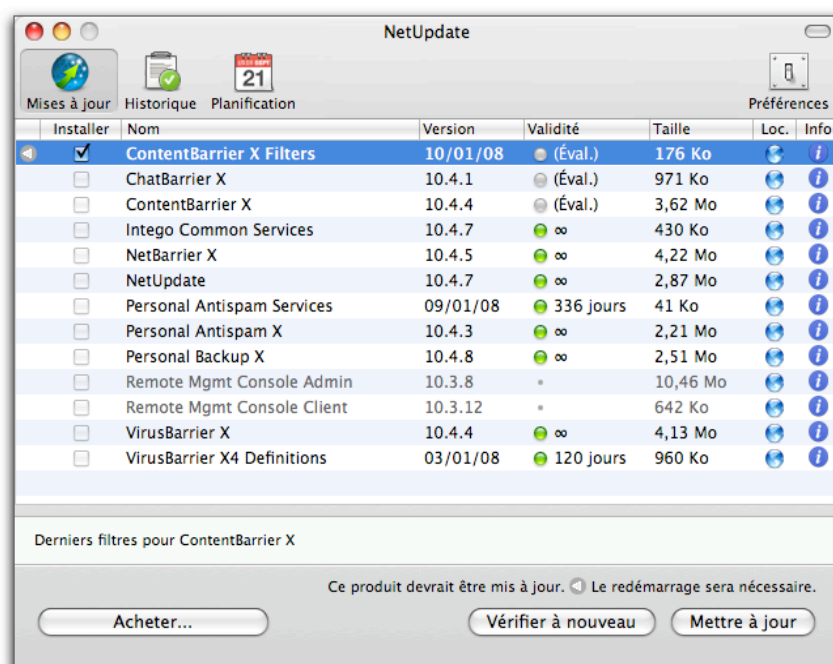 NetUpdate
Mises à jour Historique Planification Préférences
21
Installer Nom Version Validité Taille Loc. Info
ContentBarrier X Filters 10/01/08 (Éval.) 176 Ko
ChatBarrier X 10.4.1 (Éval.) 971 Ko
ContentBarrier X 10.4.4 (Éval.) 3,62 Mo
Intego Common Services 10.4.7 ∞ 430 Ko
NetBarrier X 10.4.5 ∞ 4,22 Mo
NetUpdate 10.4.7 ∞ 2,87 Mo
Personal Antispam Services 09/01/08 336 jours 41 Ko
Personal Antispam X 10.4.3 ∞ 2,21 Mo
Personal Backup X 10.4.8 ∞ 2,51 Mo
Remote Mgmt Console Admin 10.3.8 10,46 Mo
Remote Mgmt Console Client 10.3.12 642 Ko
VirusBarrier X 10.4.4 ∞ 4,13 Mo
VirusBarrier X4 Definitions 03/01/08 120 jours 960 Ko
Derniers filtres pour ContentBarrier X
Ce produit devrait être mis à jour. Le redémarrage sera nécessaire.
Acheter... Vérifier à nouveau Mettre à jour